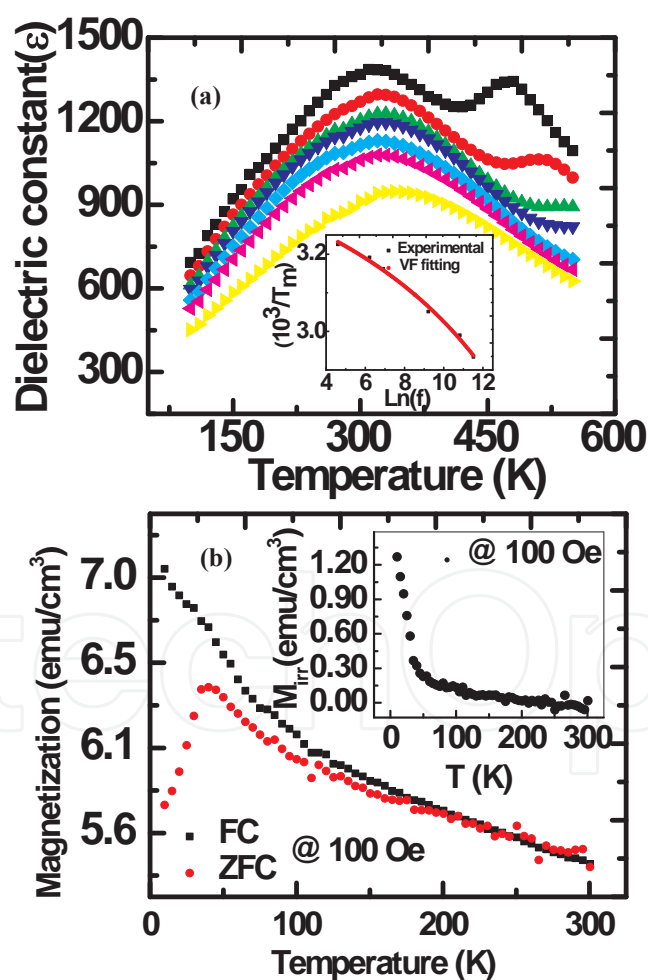 1500
1200
900
600
300
Dielectric constant(ε)
(a)
3.2
3.0
(10³/Tₘ)
Experimental
VF fitting
4 6 8 10 12
Ln(f)
150 300 450 600
Temperature (K)
7.0
6.5
6.1
5.6
Magnetization (emu/cm³)
(b)
@ 100 Oe
1.20
0.90
0.60
0.30
0.00
Mᵢᵣᵣ(emu/cm³)
0 100 200 300
T (K)
FC
ZFC
@ 100 Oe
0 100 200 300
Temperature (K)
techOp